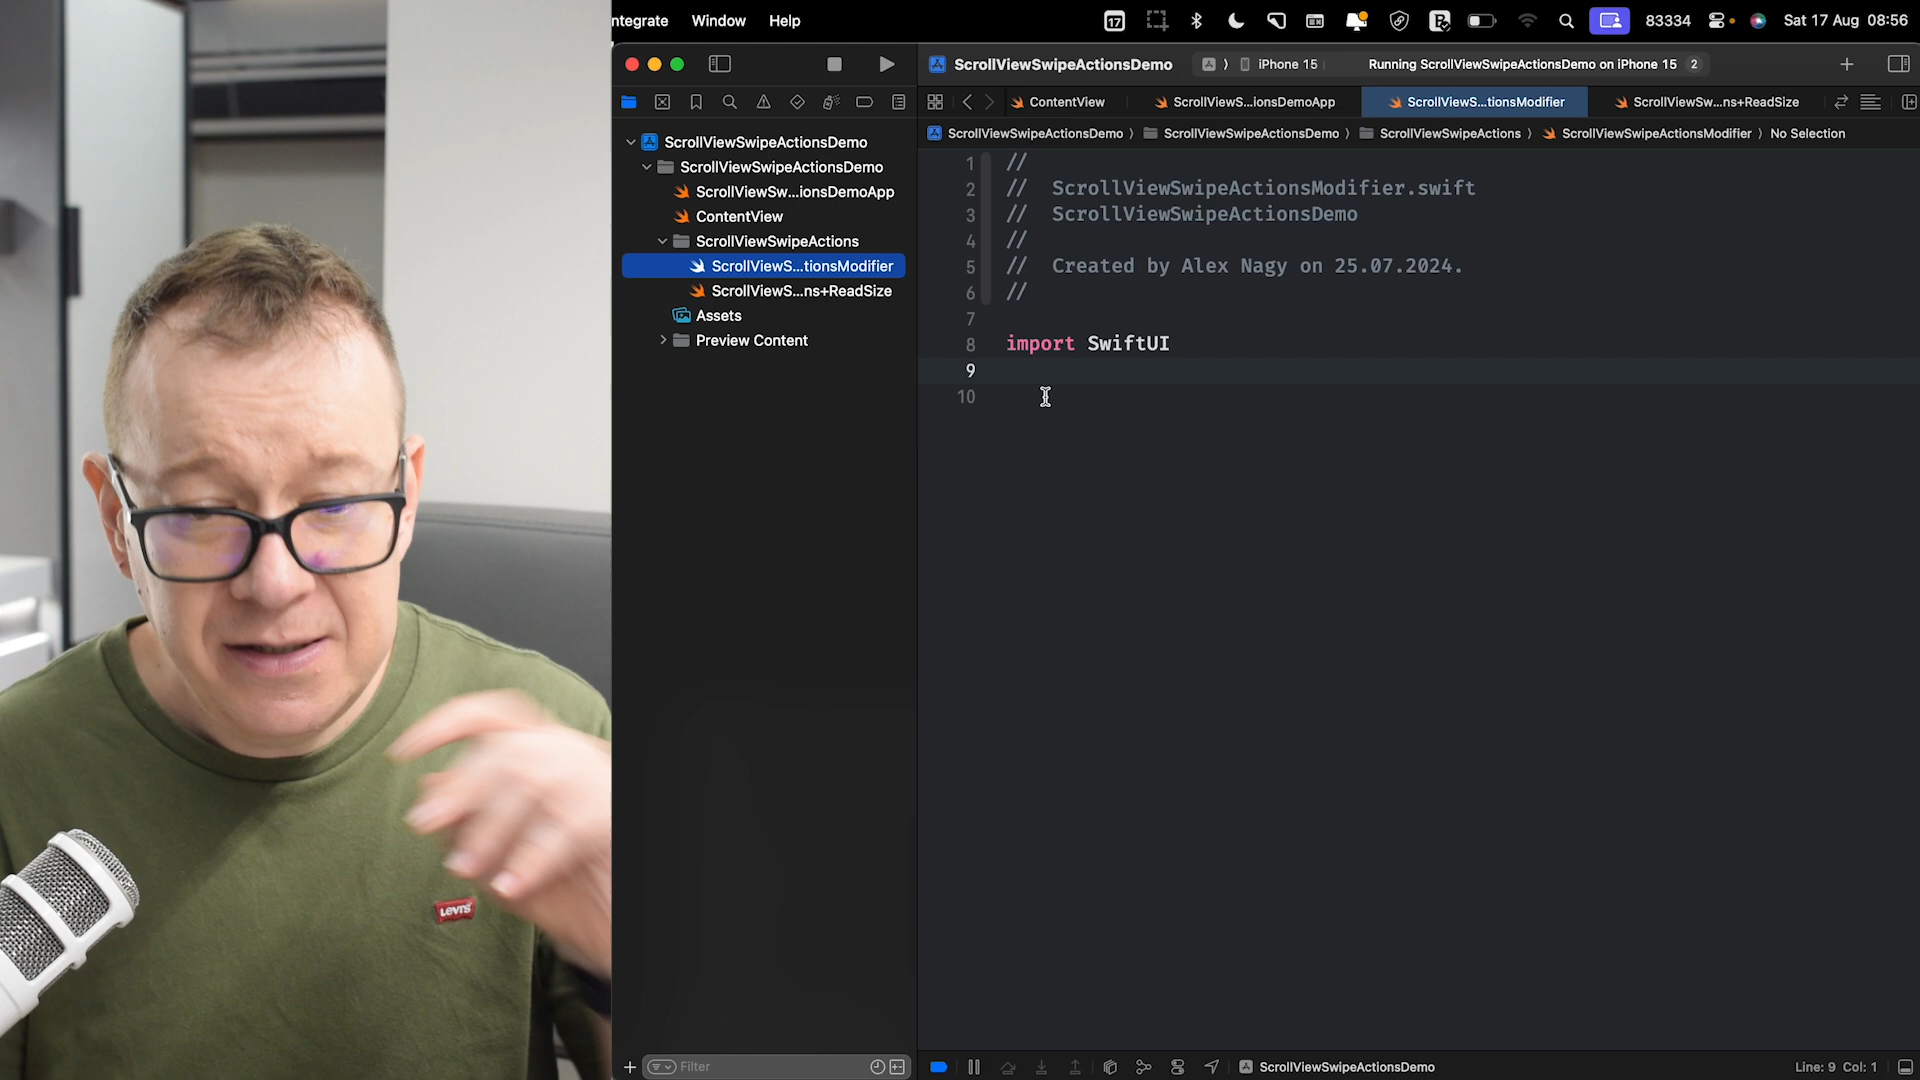 ntegrate Window Help
17
83334
Sat 17 Aug 08:56
ScrollViewSwipeActionsDemo
iPhone 15
Running ScrollViewSwipeActionsDemo on iPhone 15 2
ContentView
ScrollViewS...ionsDemoApp
ScrollViewS...tionsModifier
ScrollViewSw...ns+ReadSize
ScrollViewSwipeActionsDemo 〉 ScrollViewSwipeActionsDemo 〉 ScrollViewSwipeActions 〉 ScrollViewSwipeActionsModifier 〉 No Selection
ScrollViewSwipeActionsDemo
ScrollViewSwipeActionsDemo
ScrollViewSw...ionsDemoApp
ContentView
ScrollViewSwipeActions
ScrollViewS...tionsModifier
ScrollViewS...ns+ReadSize
Assets
Preview Content
1 //
2 // ScrollViewSwipeActionsModifier.swift
3 // ScrollViewSwipeActionsDemo
4 //
5 // Created by Alex Nagy on 25.07.2024.
6 //
7
8 import SwiftUI
9
10
Levi's
Filter
ScrollViewSwipeActionsDemo
Line: 9 Col: 1